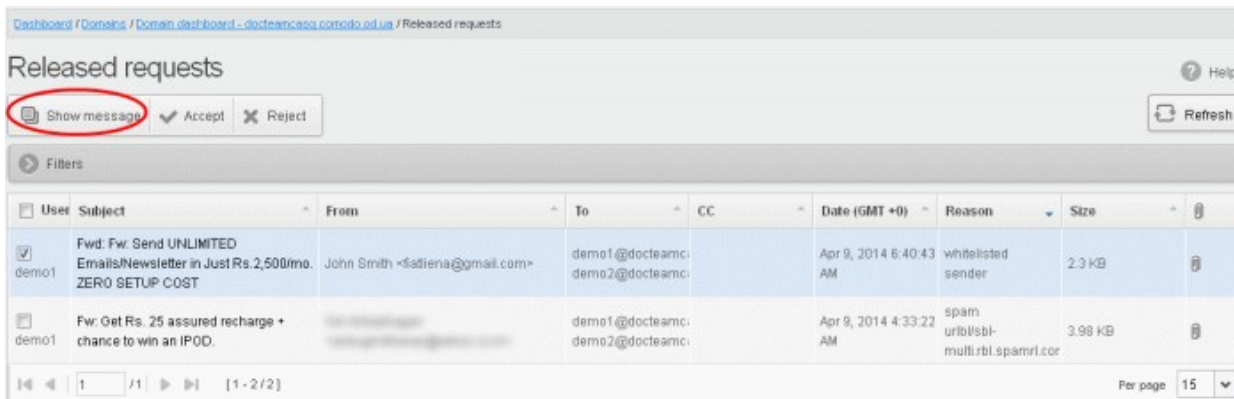 Dashboard / Domains / Domain dashboard - docteamcasg.comodo.od.ua / Released requests
Released requests
Help
Show message Accept Reject
Refresh
Filters
User Subject From To CC Date (GMT +0) Reason Size
demo1
Fwd: Fw: Send UNLIMITED
Emails/Newsletter in Just Rs.2,500/mo.
ZERO SETUP COST
John Smith
demo1@docteamc
demo2@docteamc
Apr 9, 2014 6:40:43
AM
whitelisted
sender
2.3 KB
demo1
Fw: Get Rs. 25 assured recharge +
chance to win an IPOD.
demo1@docteamc
demo2@docteamc
Apr 9, 2014 4:33:22
AM
spam
urlbl/sbl-
multi.rbl.spamrl.cor
3.98 KB
1 /1 [1 - 2 / 2]
Per page 15